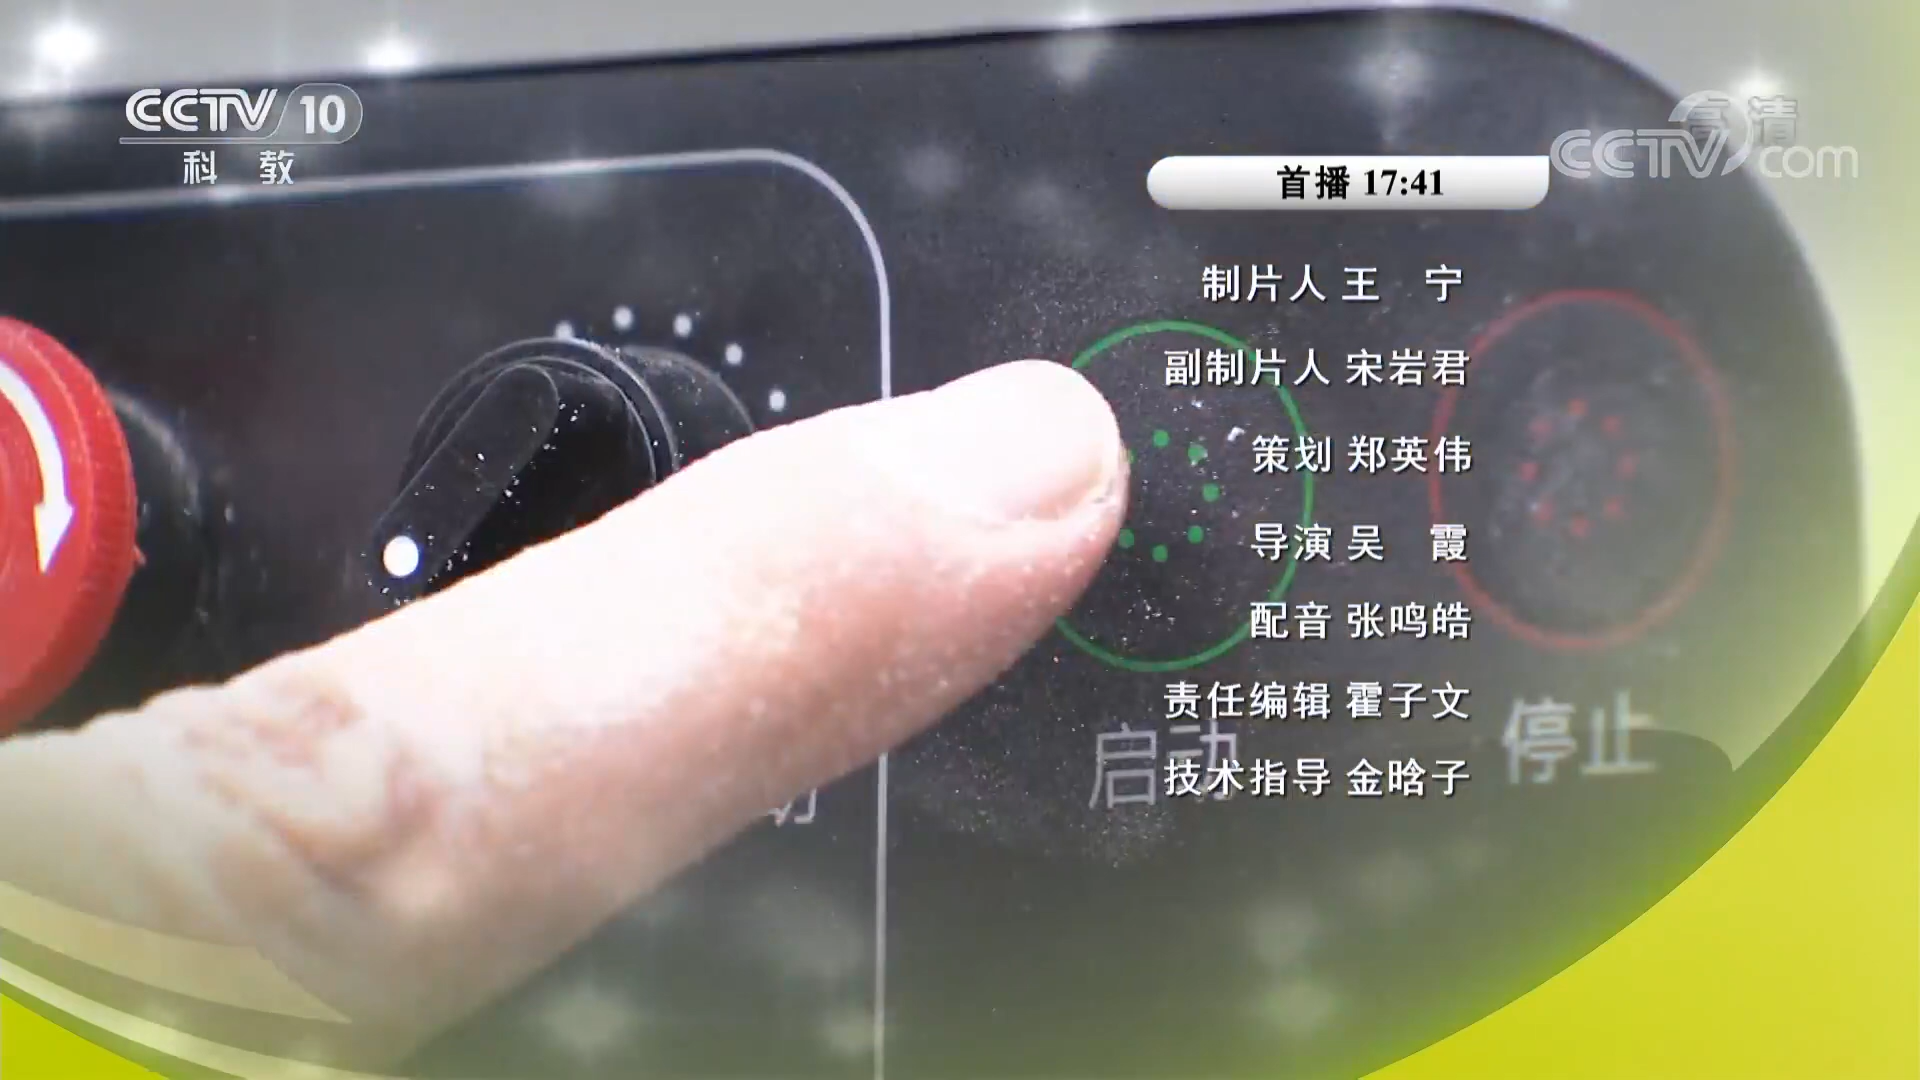 CCTV 10
科 教
高清
CCTV com
首播 17:41
制片人 王 宁
副制片人 宋岩君
策划 郑英伟
导演 吴 霞
配音 张鸣皓
责任编辑 霍子文
技术指导 金晗子
启动
停止